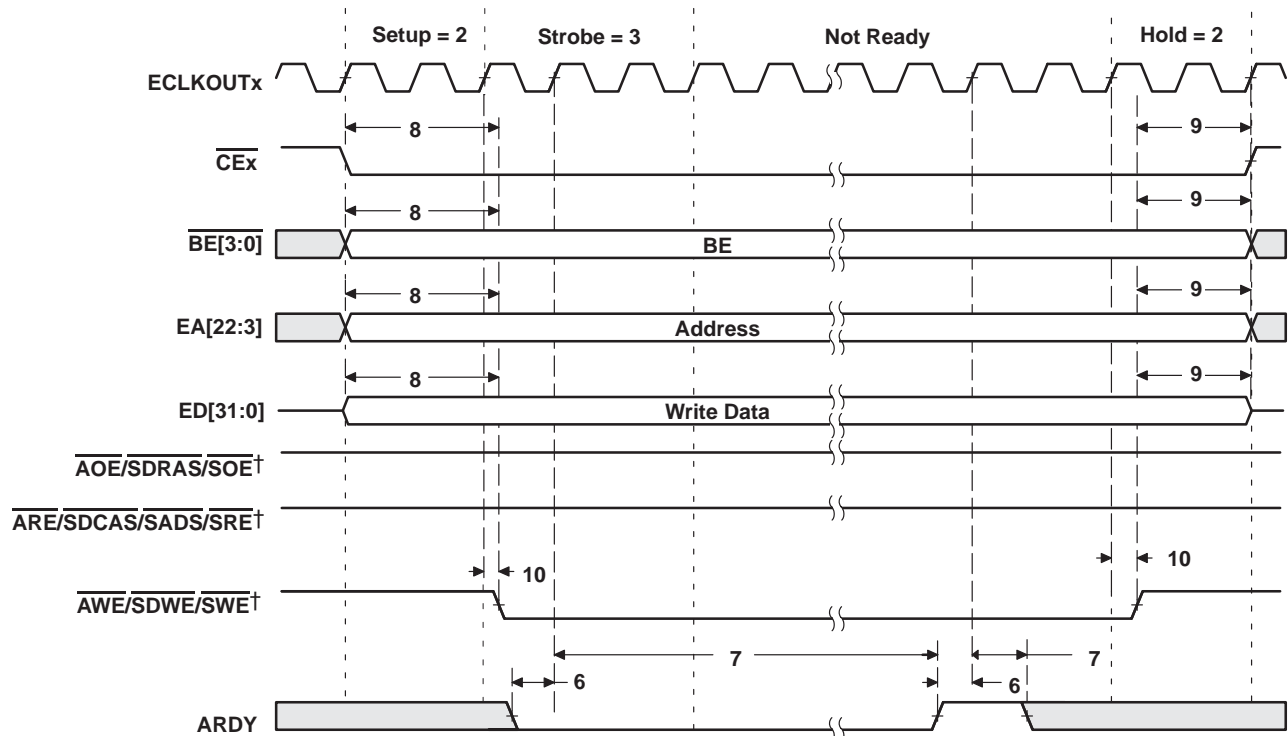 Setup = 2 Strobe = 3 Not Ready Hold = 2
ECLKOUTx
8 9
CEx
8 9
BE[3:0] BE
8 9
EA[22:3] Address
8 9
ED[31:0] Write Data
AOE/SDRAS/SOE†
ARE/SDCAS/SADS/SRE†
10 10
AWE/SDWE/SWE†
7 7
6 6
ARDY